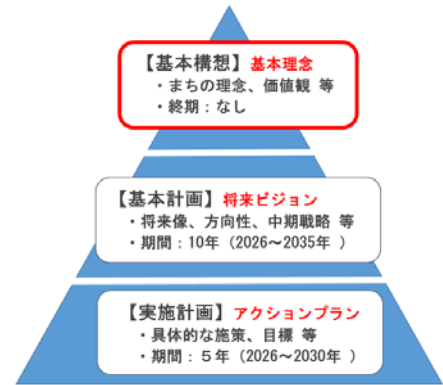 【基本構想】基本理念
・まちの理念、価値観 等
・終期：なし
【基本計画】将来ビジョン
・将来像、方向性、中期戦略 等
・期間：10年（2026～2035年 ）
【実施計画】アクションプラン
・具体的な施策、目標 等
・期間：５年（2026～2030年 ）